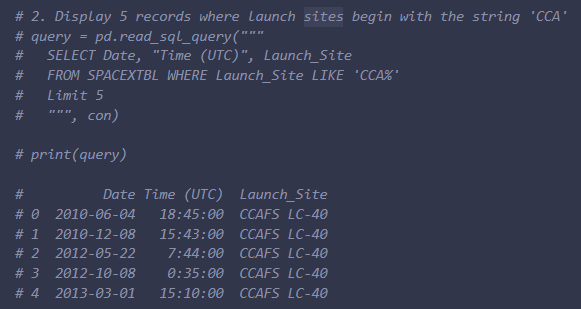 # 2. Display 5 records where launch sites begin with the string 'CCA'
# query = pd.read_sql_query("""
#   SELECT Date, "Time (UTC)", Launch_Site
#   FROM SPACEXTBL WHERE Launch_Site LIKE 'CCA%'
#   Limit 5
#   """, con)

# print(query)

#          Date Time (UTC)  Launch_Site
# 0  2010-06-04   18:45:00  CCAFS LC-40
# 1  2010-12-08   15:43:00  CCAFS LC-40
# 2  2012-05-22    7:44:00  CCAFS LC-40
# 3  2012-10-08    0:35:00  CCAFS LC-40
# 4  2013-03-01   15:10:00  CCAFS LC-40